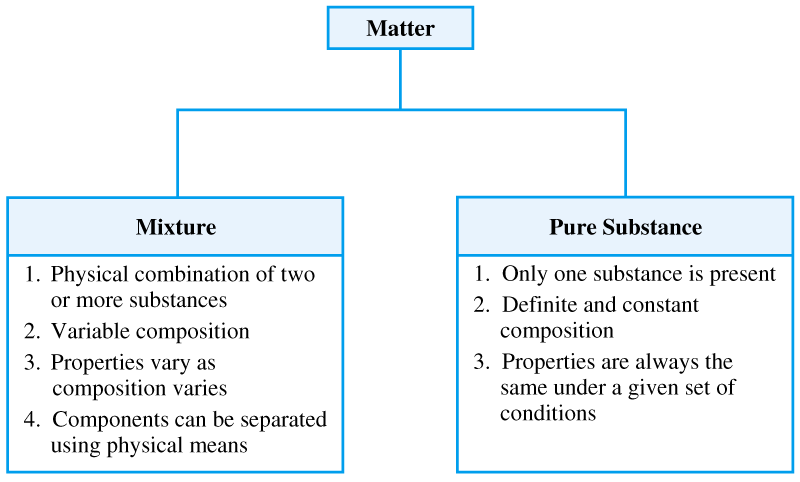 Matter
Mixture
1. Physical combination of two
or more substances
2. Variable composition
3. Properties vary as
composition varies
4. Components can be separated
using physical means
Pure Substance
1. Only one substance is present
2. Definite and constant
composition
3. Properties are always the
same under a given set of
conditions